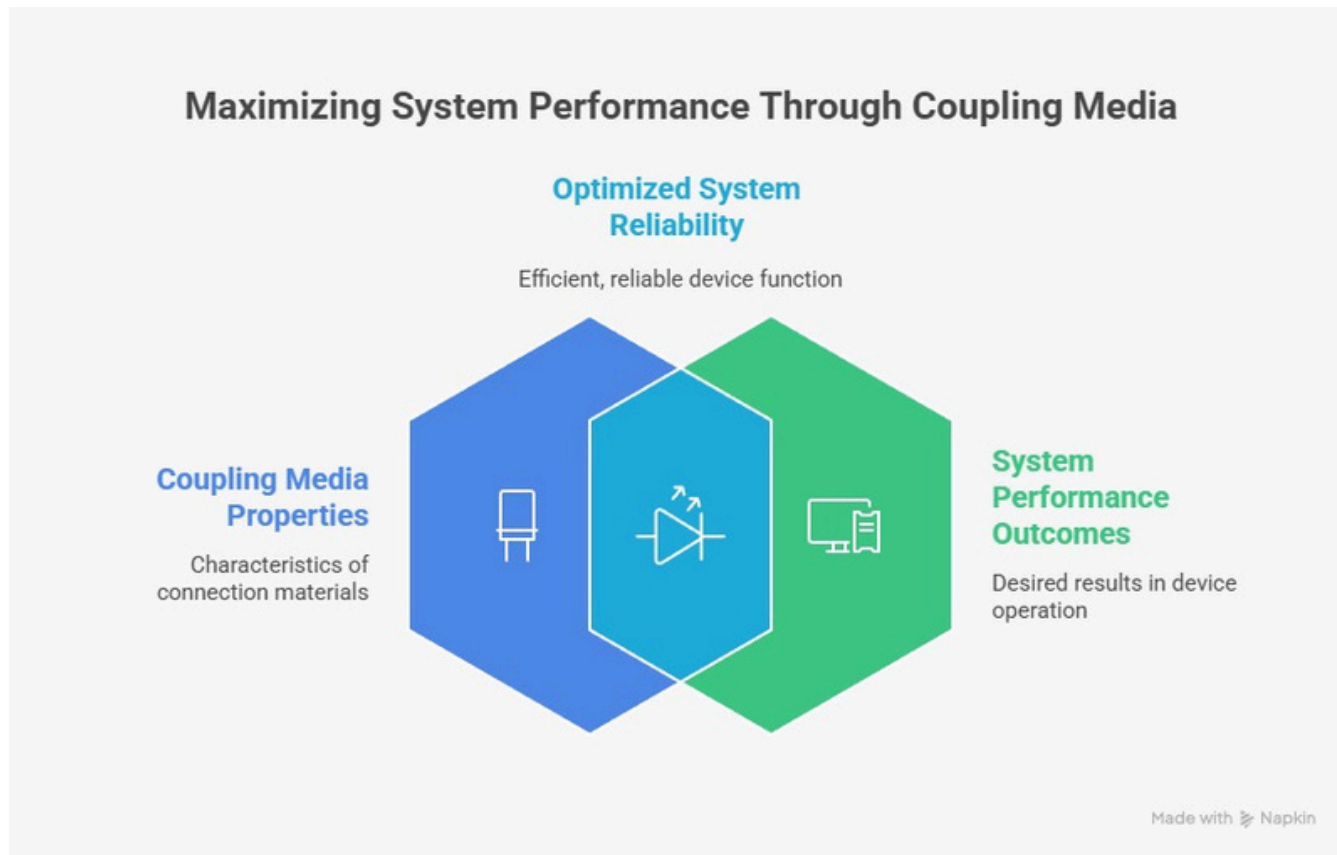 Maximizing System Performance Through Coupling Media
Optimized System
Reliability
Efficient, reliable device function
Coupling Media
Properties
Characteristics of
connection materials
System
Performance
Outcomes
Desired results in device
operation
Made with Napkin